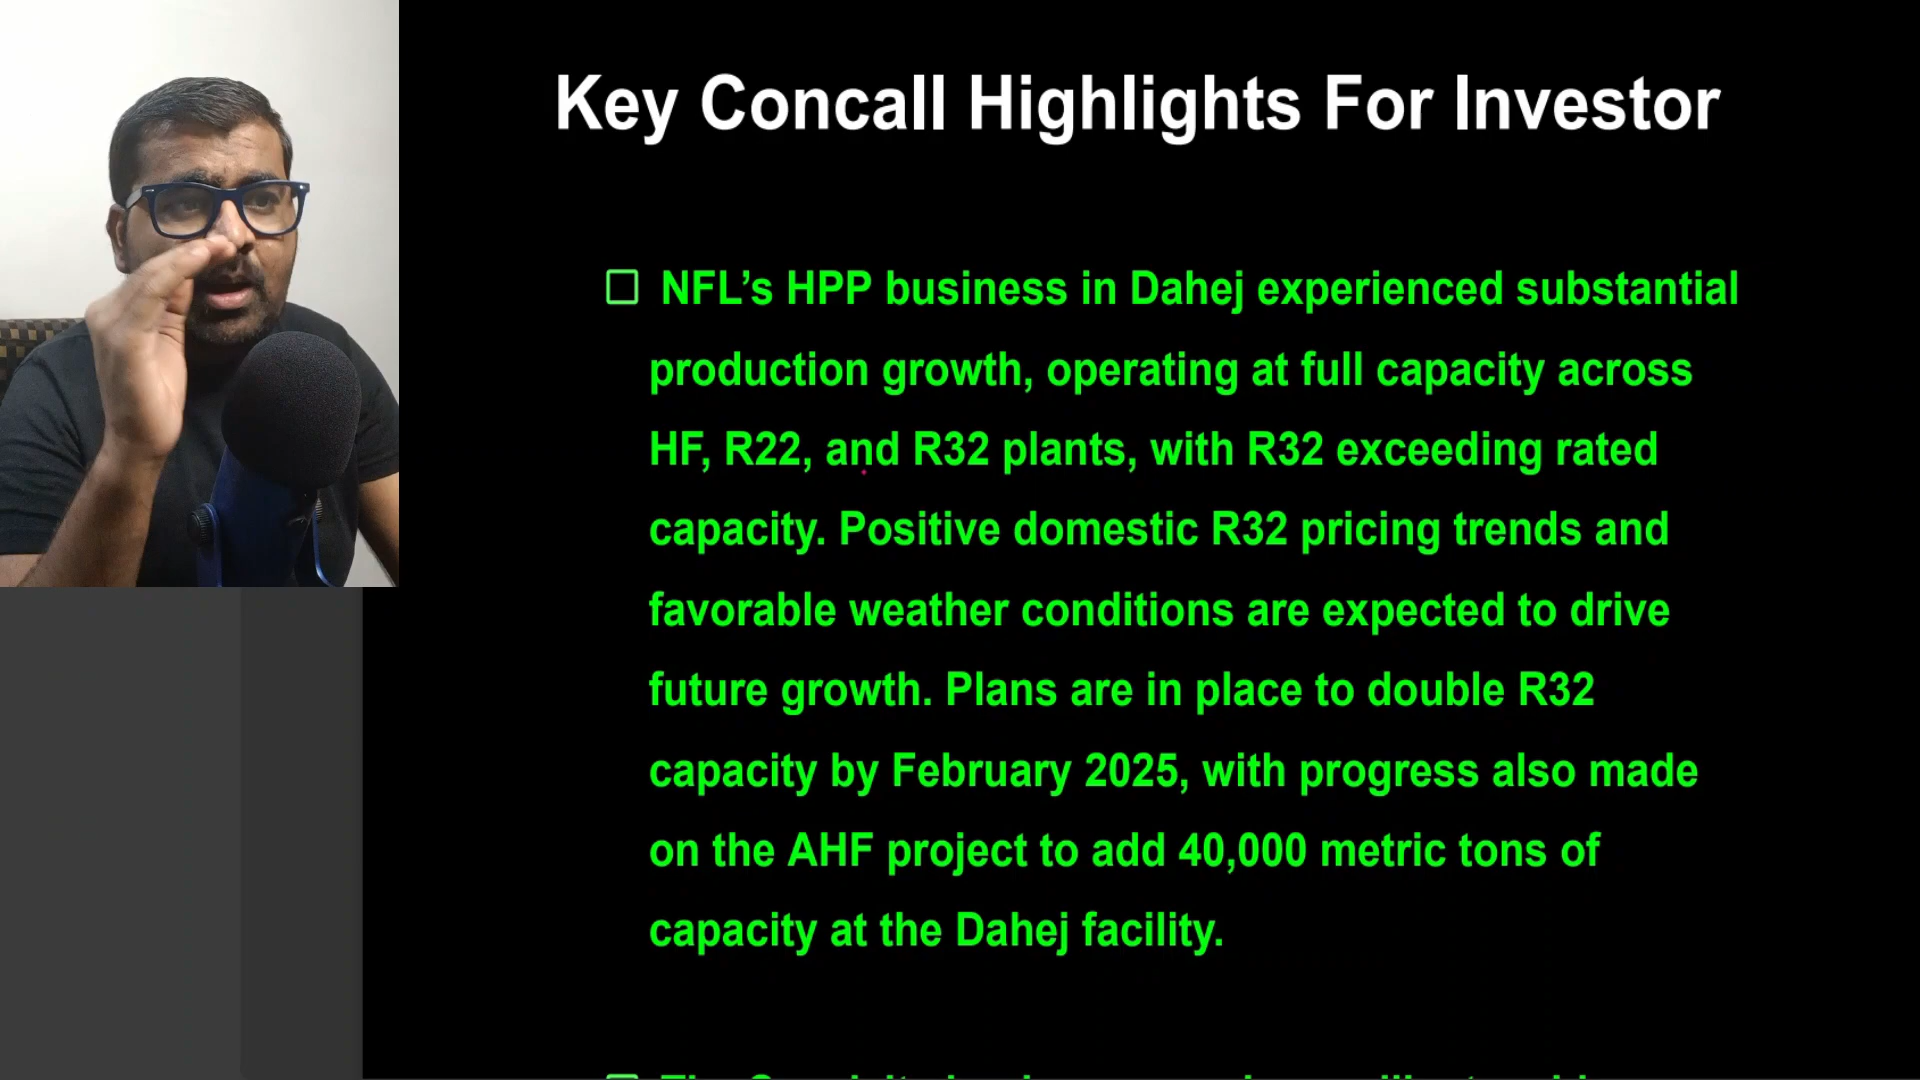 Key Concall Highlights For Investor
NFL’s HPP business in Dahej experienced substantial
production growth, operating at full capacity across
HF, R22, and R32 plants, with R32 exceeding rated
capacity. Positive domestic R32 pricing trends and
favorable weather conditions are expected to drive
future growth. Plans are in place to double R32
capacity by February 2025, with progress also made
on the AHF project to add 40,000 metric tons of
capacity at the Dahej facility.